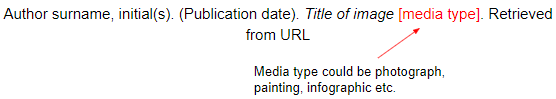 Author surname, initial(s). (Publication date). Title of image [media type]. Retrieved
from URL
Media type could be photograph,
painting, infographic etc.